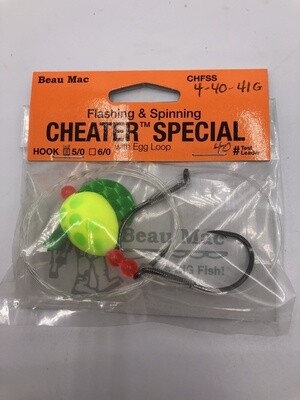 Beau Mac
CHFSS
4-40-41G
Flashing & Spinning
CHEATER™ SPECIAL
with Egg Loop
HOOK 5/0 6/0
40 # Test Leader
Beau Mac
Fish!